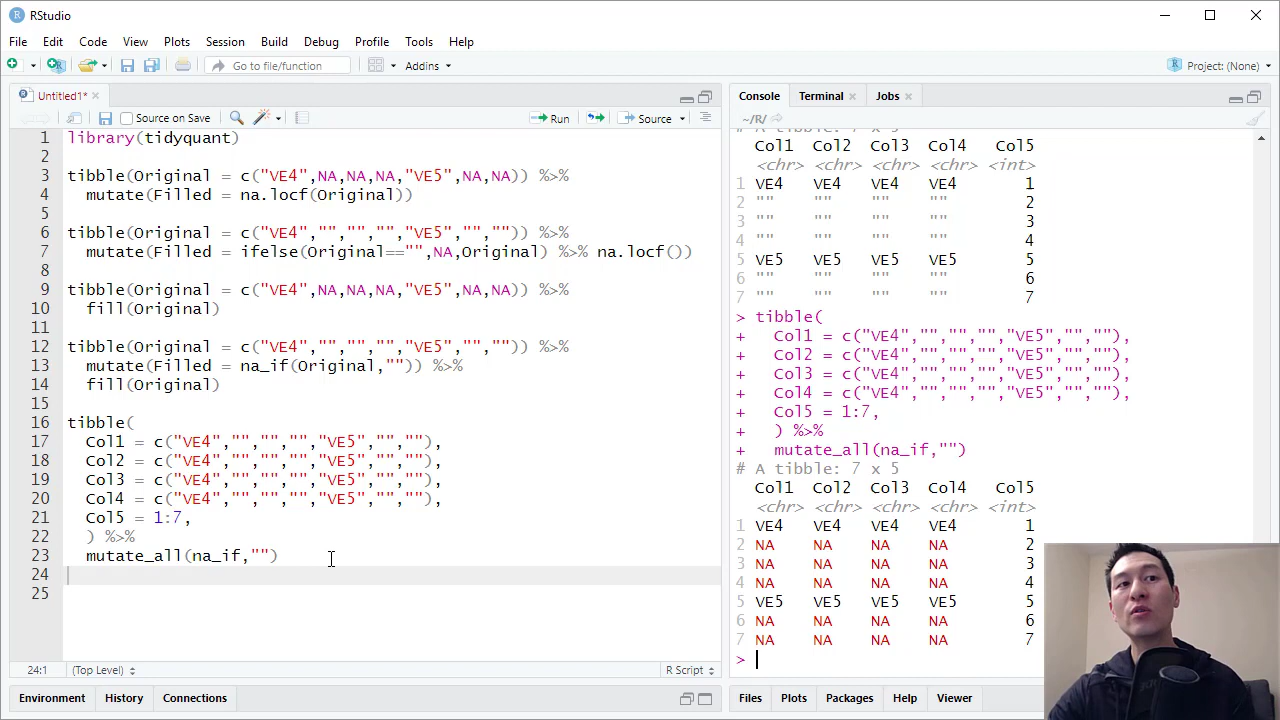 RStudio
File Edit Code View Plots Session Build Debug Profile Tools Help
Go to file/function Addins Project: (None)
Untitled1*
Source on Save Run Source
1 library(tidyquant)
2
3 tibble(Original = c("VE4",NA,NA,NA,"VE5",NA,NA)) %>%
4 mutate(Filled = na.locf(Original))
5
6 tibble(Original = c("VE4","","","","VE5","","")) %>%
7 mutate(Filled = ifelse(Original=="",NA,Original) %>% na.locf())
8
9 tibble(Original = c("VE4",NA,NA,NA,"VE5",NA,NA)) %>%
10 fill(Original)
11
12 tibble(Original = c("VE4","","","","VE5","","")) %>%
13 mutate(Filled = na_if(Original,"")) %>%
14 fill(Original)
15
16 tibble(
17 Col1 = c("VE4","","","","VE5","",""),
18 Col2 = c("VE4","","","","VE5","",""),
19 Col3 = c("VE4","","","","VE5","",""),
20 Col4 = c("VE4","","","","VE5","",""),
21 Col5 = 1:7,
22 ) %>%
23 mutate_all(na_if,"")
24
25
24:1 (Top Level) R Script
Environment History Connections
Console Terminal Jobs
~/R/
# A tibble: 7 x 5
Col1 Col2 Col3 Col4 Col5
<chr> <chr> <chr> <chr> <int>
1 VE4 VE4 VE4 VE4 1
2 "" "" "" "" 2
3 "" "" "" "" 3
4 "" "" "" "" 4
5 VE5 VE5 VE5 VE5 5
6 "" "" "" "" 6
7 "" "" "" "" 7
> tibble(
+ Col1 = c("VE4","","","","VE5","",""),
+ Col2 = c("VE4","","","","VE5","",""),
+ Col3 = c("VE4","","","","VE5","",""),
+ Col4 = c("VE4","","","","VE5","",""),
+ Col5 = 1:7,
+ ) %>%
+ mutate_all(na_if,"")
# A tibble: 7 x 5
Col1 Col2 Col3 Col4 Col5
<chr> <chr> <chr> <chr> <int>
1 VE4 VE4 VE4 VE4 1
2 NA NA NA NA 2
3 NA NA NA NA 3
4 NA NA NA NA 4
5 VE5 VE5 VE5 VE5 5
6 NA NA NA NA 6
7 NA NA NA NA 7
>
Files Plots Packages Help Viewer